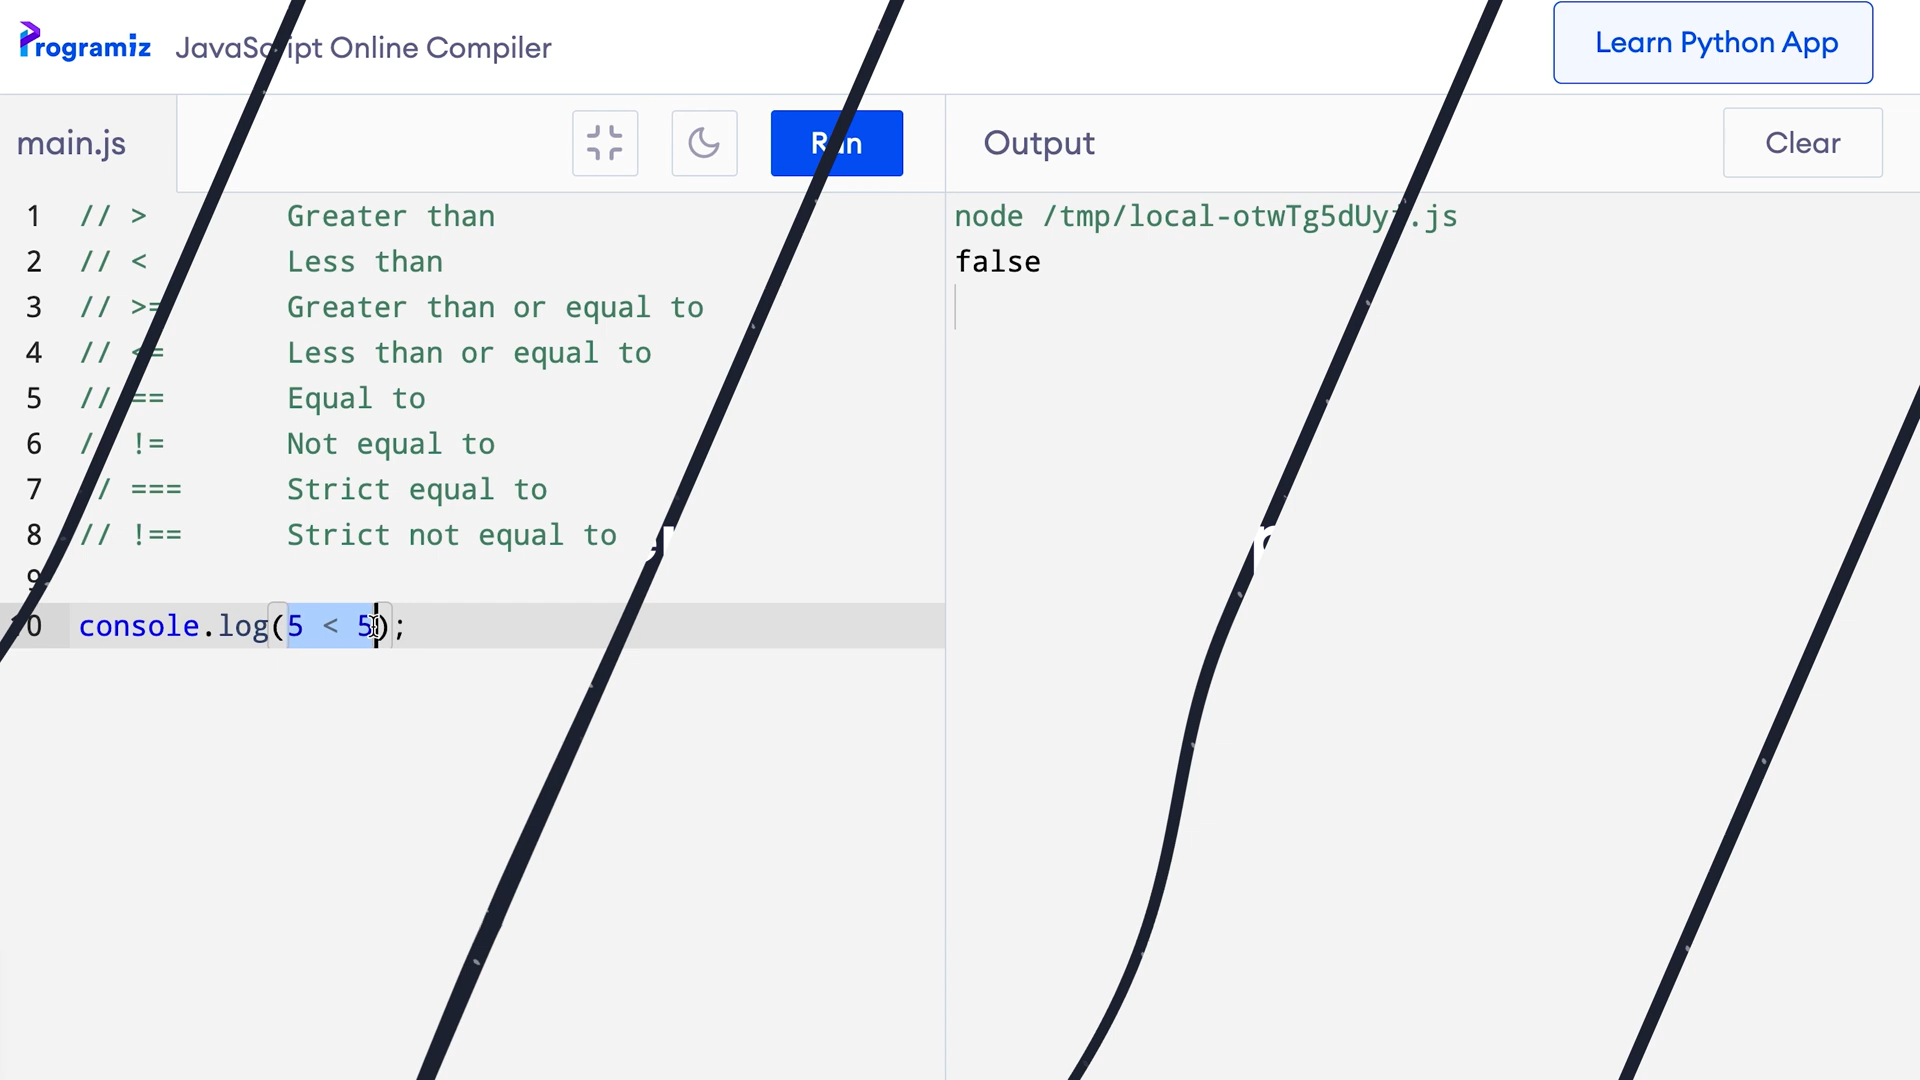 Programiz JavaScript Online Compiler
Learn Python App
main.js
Run
Output
Clear
1 // > Greater than
2 // < Less than
3 // >= Greater than or equal to
4 // <= Less than or equal to
5 // == Equal to
6 // != Not equal to
7 // === Strict equal to
8 // !== Strict not equal to
9
10 console.log(5 < 5);
node /tmp/local-otwTg5dUy
.js
false